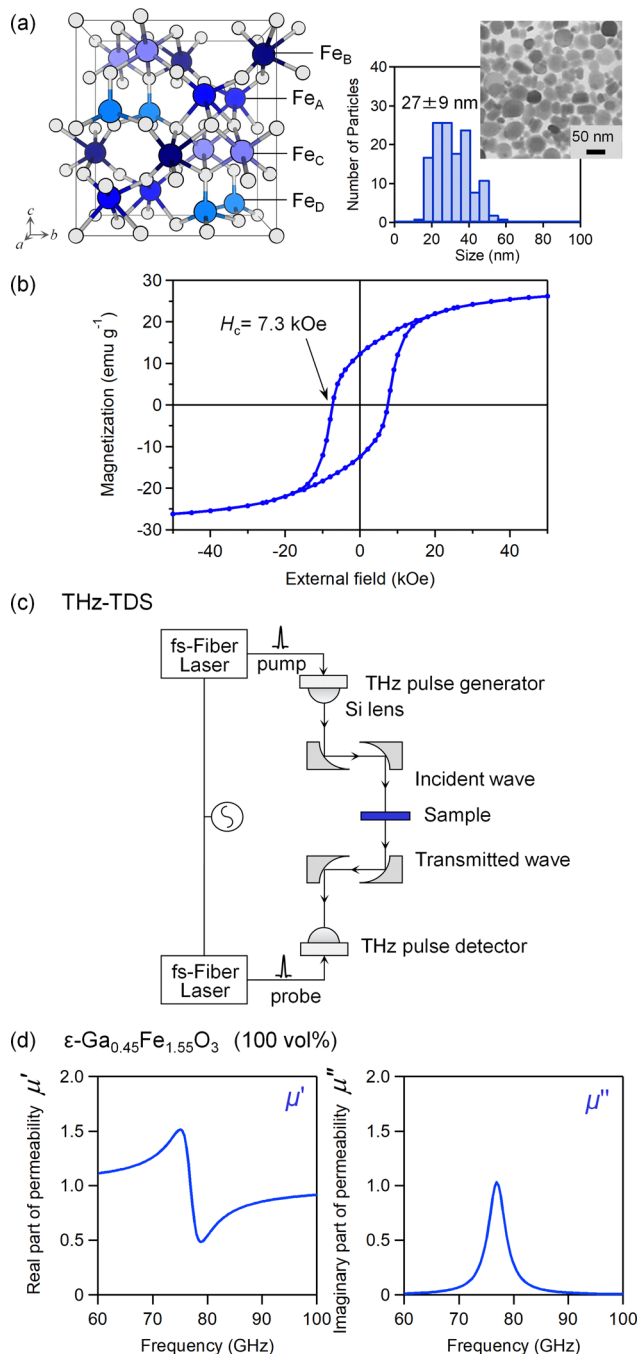 (a)
Fe_B
Fe_A
Fe_C
Fe_D
c
a
b
Number of Particles
40
30
20
10
0
27±9 nm
50 nm
0 20 40 60 80 100
Size (nm)
(b)
Magnetization (emu g⁻¹)
30
20
10
0
-10
-20
-30
H_c= 7.3 kOe
-40 -20 0 20 40
External field (kOe)
(c) THz-TDS
fs-Fiber
Laser
pump
THz pulse generator
Si lens
Incident wave
Sample
Transmitted wave
THz pulse detector
fs-Fiber
Laser
probe
(d) ε-Ga₀.₄₅Fe₁.₅₅O₃ (100 vol%)
Real part of permeability μ'
2.0
1.5
1.0
0.5
0
μ'
60 70 80 90 100
Frequency (GHz)
Imaginary part of permeability μ"
2.0
1.5
1.0
0.5
0
μ"
60 70 80 90 100
Frequency (GHz)